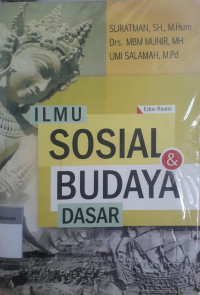 SURATMAN, SH., M.Hum
Drs. MBM MUNIR, MH
UMI SALAMAH, M.Pd
Edisi Revisi
ILMU
SOSIAL
&
BUDAYA
DASAR